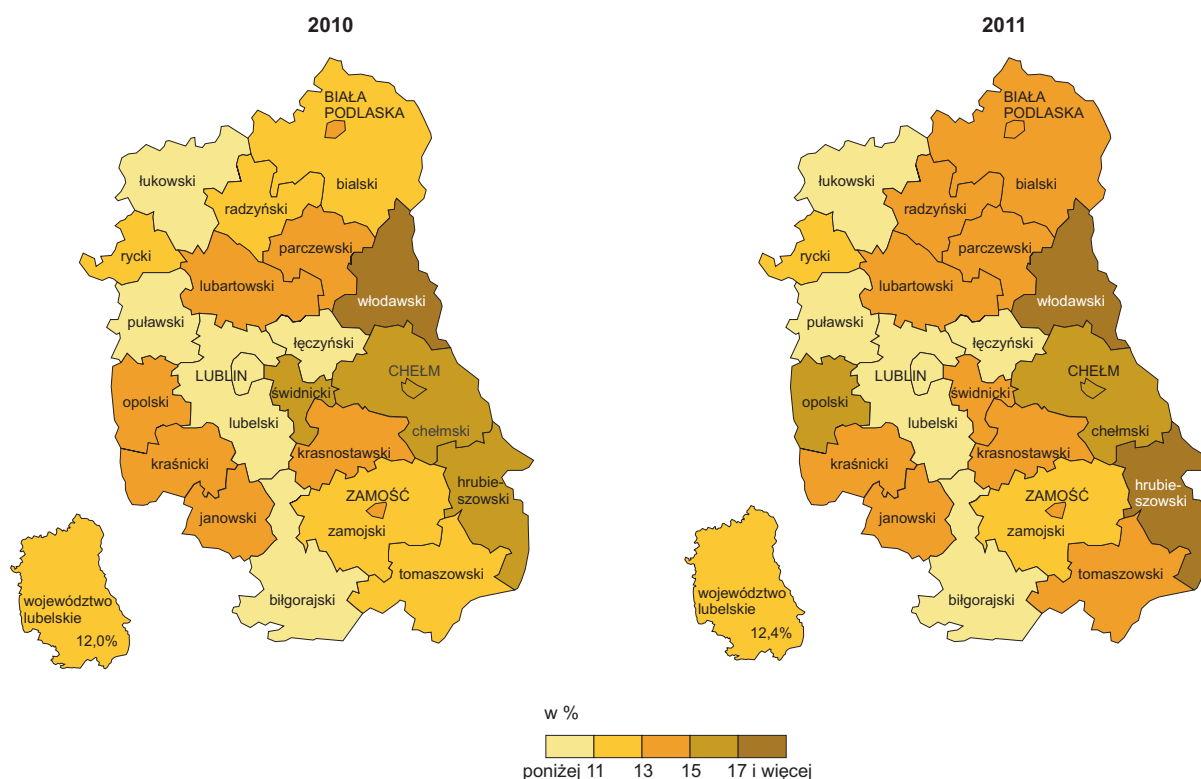 2010
BIAŁA
PODLASKA
łukowski
bialski
radzyński
rycki
parczewski
lubartowski
włodawski
puławski
łęczyński
LUBLIN
CHEŁM
świdnicki
opolski
lubelski
chełmski
krasnostawski
kraśnicki
hrubie-
szowski
ZAMOŚĆ
janowski
zamojski
tomaszowski
biłgorajski
województwo
lubelskie
12,0%
2011
BIAŁA
PODLASKA
łukowski
bialski
radzyński
rycki
parczewski
lubartowski
włodawski
puławski
łęczyński
LUBLIN
CHEŁM
świdnicki
opolski
lubelski
chełmski
krasnostawski
kraśnicki
hrubie-
szowski
ZAMOŚĆ
janowski
zamojski
tomaszowski
biłgorajski
województwo
lubelskie
12,4%
w %
poniżej 11 13 15 17 i więcej